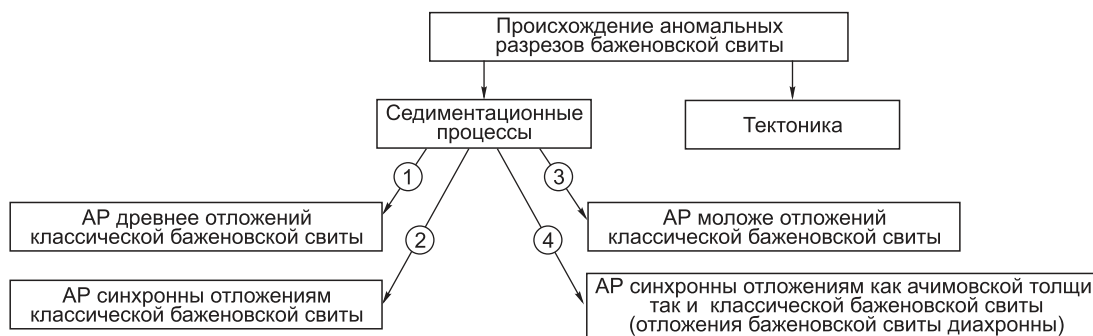 Происхождение аномальных
разрезов баженовской свиты
Седиментационные
процессы
Тектоника
1
3
АР древнее отложений
классической баженовской свиты
АР моложе отложений
классической баженовской свиты
2
4
АР синхронны отложениям
классической баженовской свиты
АР синхронны отложениям как ачимовской толщи
так и классической баженовской свиты
(отложения баженовской свиты диахронны)